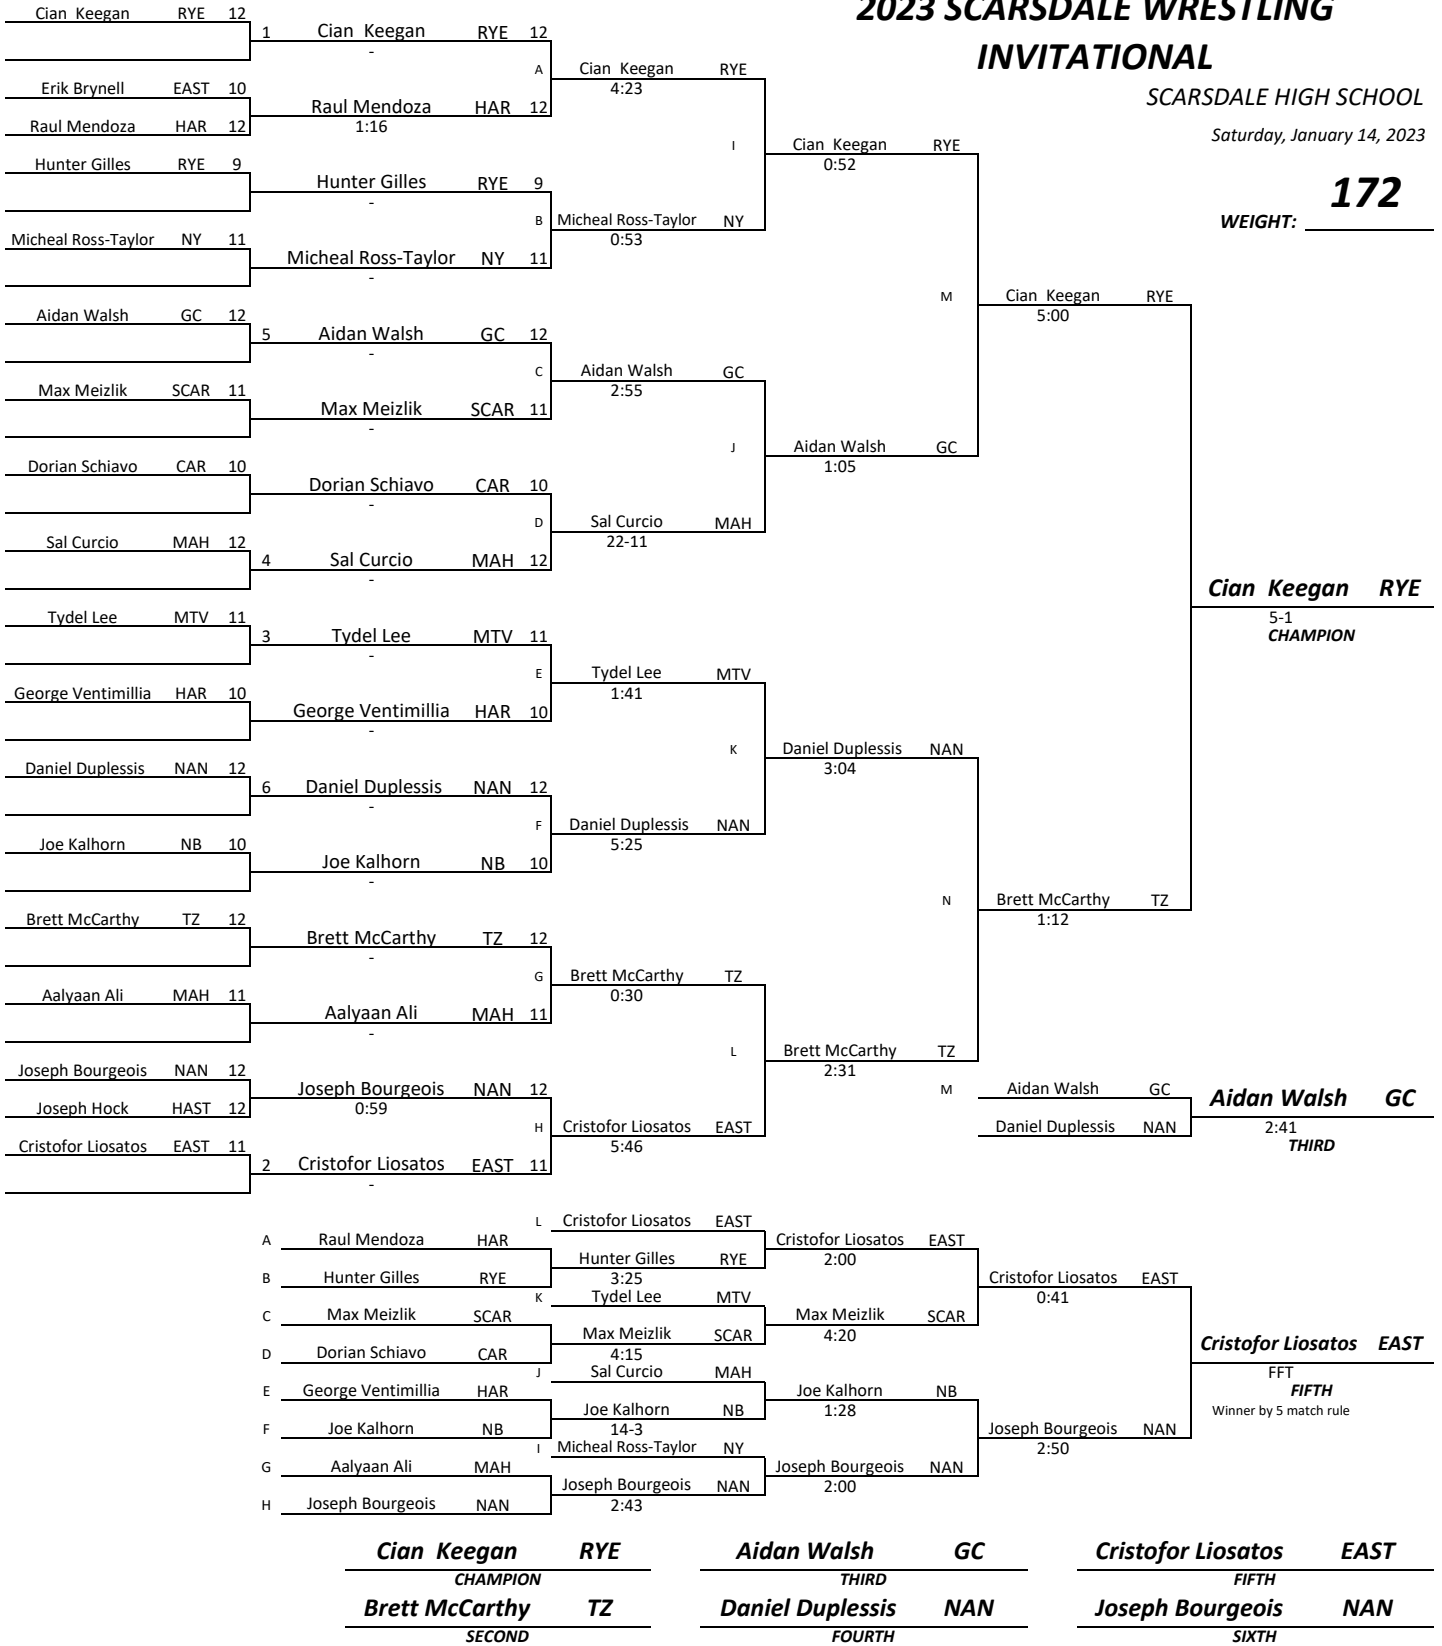 2023 SCARSDALE WRESTLING
INVITATIONAL
SCARSDALE HIGH SCHOOL
Saturday, January 14, 2023
172
WEIGHT:
Cian Keegan RYE 12
Erik Brynell EAST 10
Raul Mendoza HAR 12
Hunter Gilles RYE 9
Micheal Ross-Taylor NY 11
Aidan Walsh GC 12
Max Meizlik SCAR 11
Dorian Schiavo CAR 10
Sal Curcio MAH 12
Tydel Lee MTV 11
George Ventimillia HAR 10
Daniel Duplessis NAN 12
Joe Kalhorn NB 10
Brett McCarthy TZ 12
Aalyaan Ali MAH 11
Joseph Bourgeois NAN 12
Joseph Hock HAST 12
Cristofor Liosatos EAST 11
1 Cian Keegan RYE 12
-
Raul Mendoza HAR 12
1:16
Hunter Gilles RYE 9
-
Micheal Ross-Taylor NY 11
-
5 Aidan Walsh GC 12
-
Max Meizlik SCAR 11
-
Dorian Schiavo CAR 10
-
4 Sal Curcio MAH 12
-
3 Tydel Lee MTV 11
-
George Ventimillia HAR 10
-
6 Daniel Duplessis NAN 12
-
Joe Kalhorn NB 10
-
Brett McCarthy TZ 12
-
Aalyaan Ali MAH 11
-
Joseph Bourgeois NAN 12
0:59
2 Cristofor Liosatos EAST 11
-
A Cian Keegan RYE
4:23
B Micheal Ross-Taylor NY
0:53
C Aidan Walsh GC
2:55
D Sal Curcio MAH
22-11
E Tydel Lee MTV
1:41
F Daniel Duplessis NAN
5:25
G Brett McCarthy TZ
0:30
H Cristofor Liosatos EAST
5:46
I Cian Keegan RYE
0:52
J Aidan Walsh GC
1:05
K Daniel Duplessis NAN
3:04
L Brett McCarthy TZ
2:31
M Cian Keegan RYE
5:00
N Brett McCarthy TZ
1:12
Cian Keegan RYE
5-1
CHAMPION
M Aidan Walsh GC
Daniel Duplessis NAN
Aidan Walsh GC
2:41
THIRD
A Raul Mendoza HAR
B Hunter Gilles RYE
C Max Meizlik SCAR
D Dorian Schiavo CAR
E George Ventimillia HAR
F Joe Kalhorn NB
G Aalyaan Ali MAH
H Joseph Bourgeois NAN
L Cristofor Liosatos EAST
Hunter Gilles RYE
3:25
K Tydel Lee MTV
Max Meizlik SCAR
4:15
J Sal Curcio MAH
Joe Kalhorn NB
14-3
I Micheal Ross-Taylor NY
Joseph Bourgeois NAN
2:43
Cristofor Liosatos EAST
2:00
Max Meizlik SCAR
4:20
Joe Kalhorn NB
1:28
Joseph Bourgeois NAN
2:00
Cristofor Liosatos EAST
0:41
Joseph Bourgeois NAN
2:50
Cristofor Liosatos EAST
FFT
FIFTH
Winner by 5 match rule
Cian Keegan RYE Aidan Walsh GC Cristofor Liosatos EAST
CHAMPION THIRD FIFTH
Brett McCarthy TZ Daniel Duplessis NAN Joseph Bourgeois NAN
SECOND FOURTH SIXTH